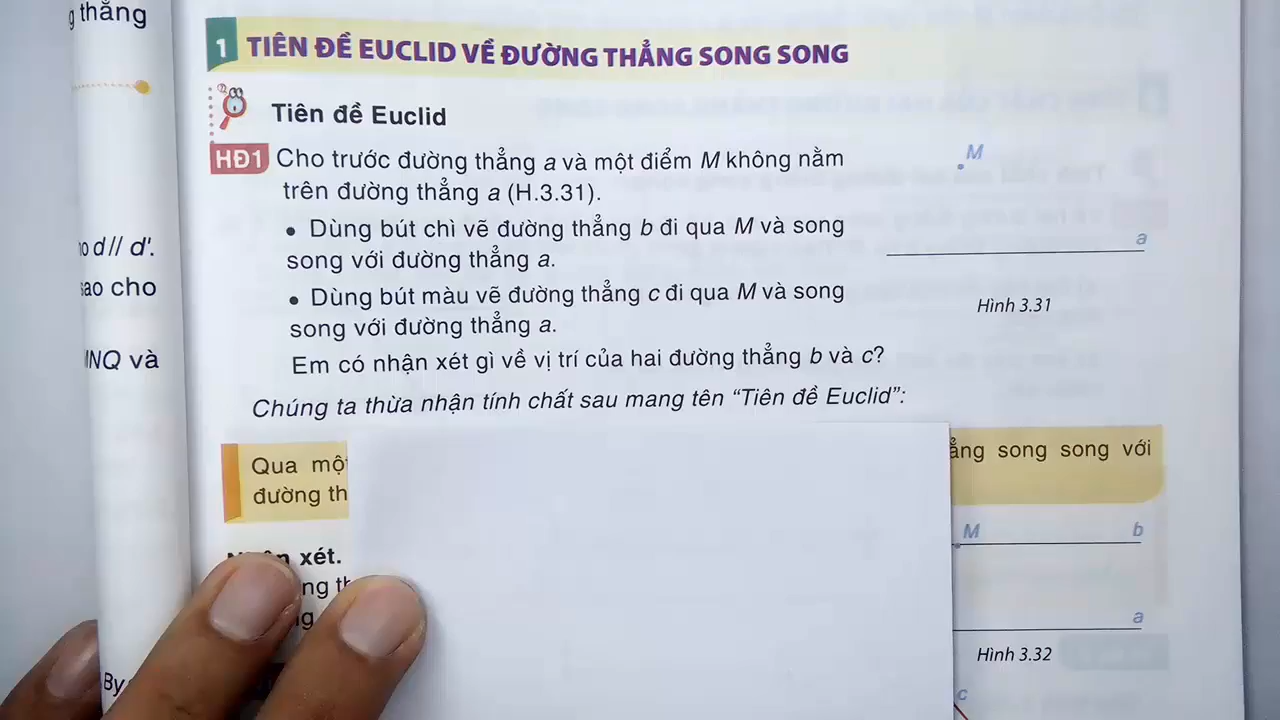 g thẳng
d // d'.
sao cho
MNQ và
By
1 TIÊN ĐỀ EUCLID VỀ ĐƯỜNG THẲNG SONG SONG
Tiên đề Euclid
HĐ1 Cho trước đường thẳng a và một điểm M không nằm
trên đường thẳng a (H.3.31).
• Dùng bút chì vẽ đường thẳng b đi qua M và song
song với đường thẳng a.
• Dùng bút màu vẽ đường thẳng c đi qua M và song
song với đường thẳng a.
Em có nhận xét gì về vị trí của hai đường thẳng b và c?
M
a
Hình 3.31
Chúng ta thừa nhận tính chất sau mang tên “Tiên đề Euclid”:
Qua một ẳng song song với
đường th
xét.
M b
a
Hình 3.32
c